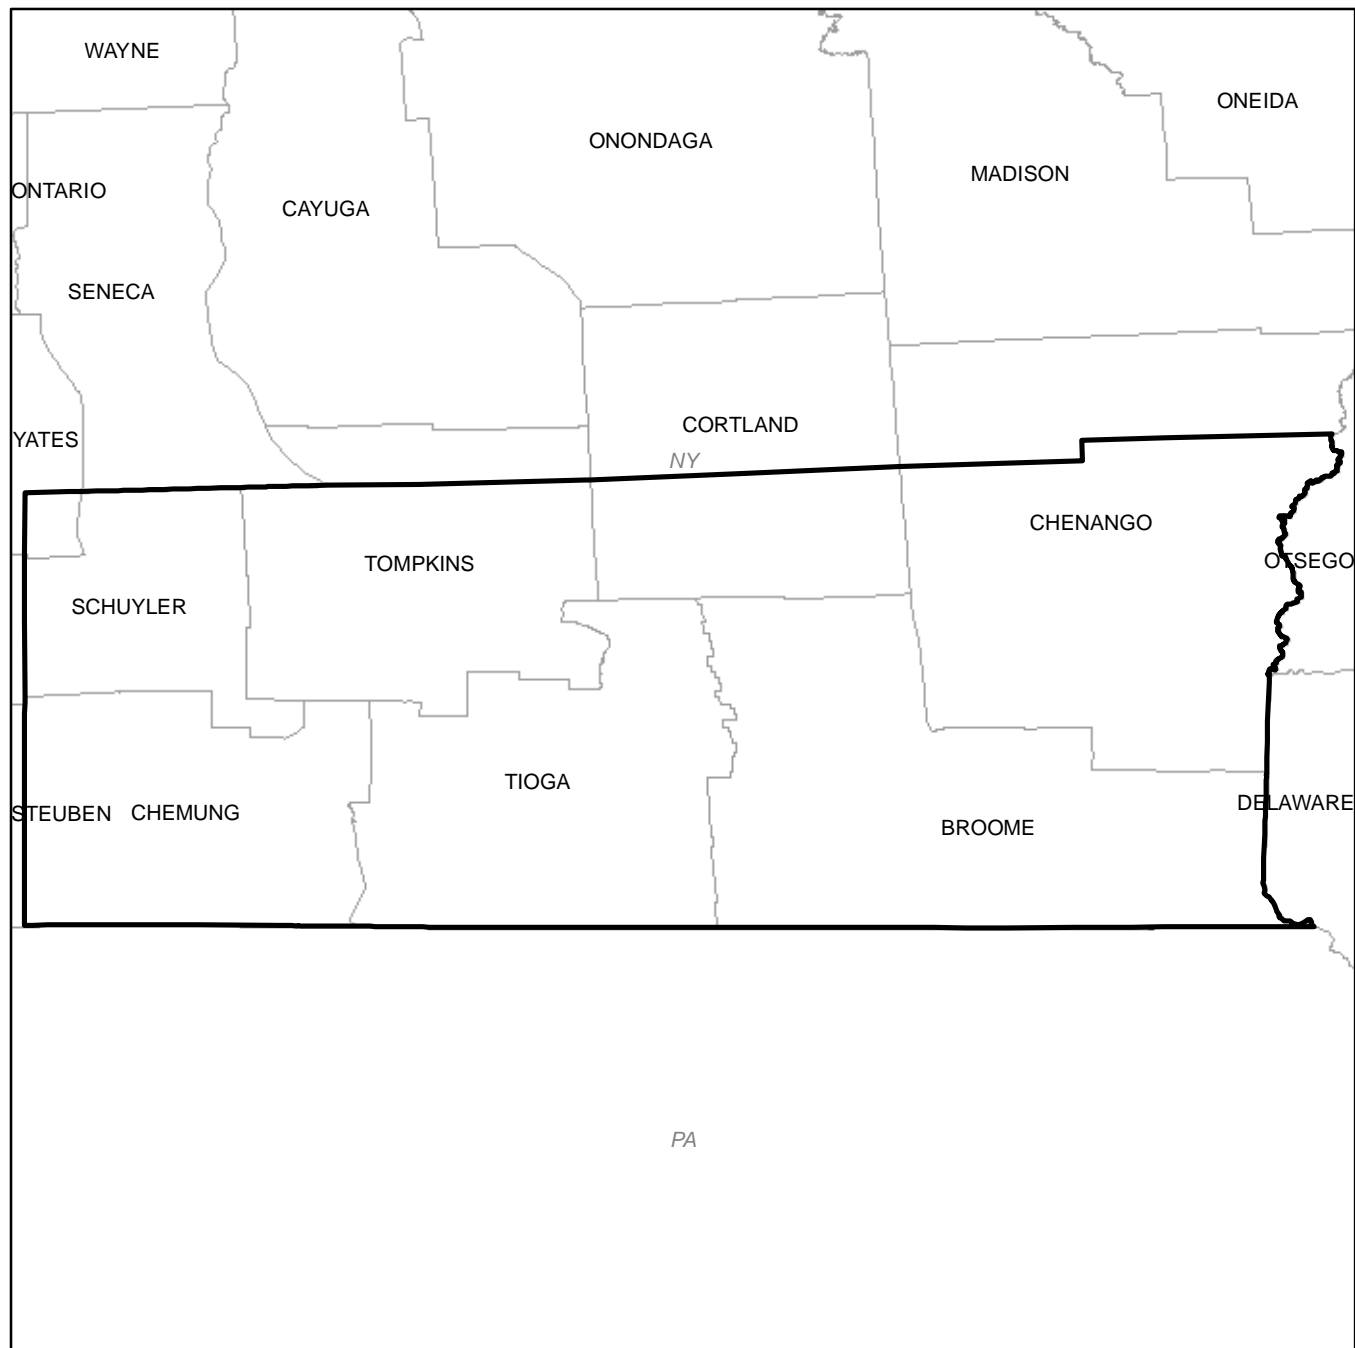 WAYNE
ONEIDA
ONONDAGA
MADISON
ONTARIO
CAYUGA
SENECA
CORTLAND
YATES
NY
CHENANGO
OTSEGO
TOMPKINS
SCHUYLER
TIOGA
DELAWARE
STEUBEN CHEMUNG
BROOME
PA